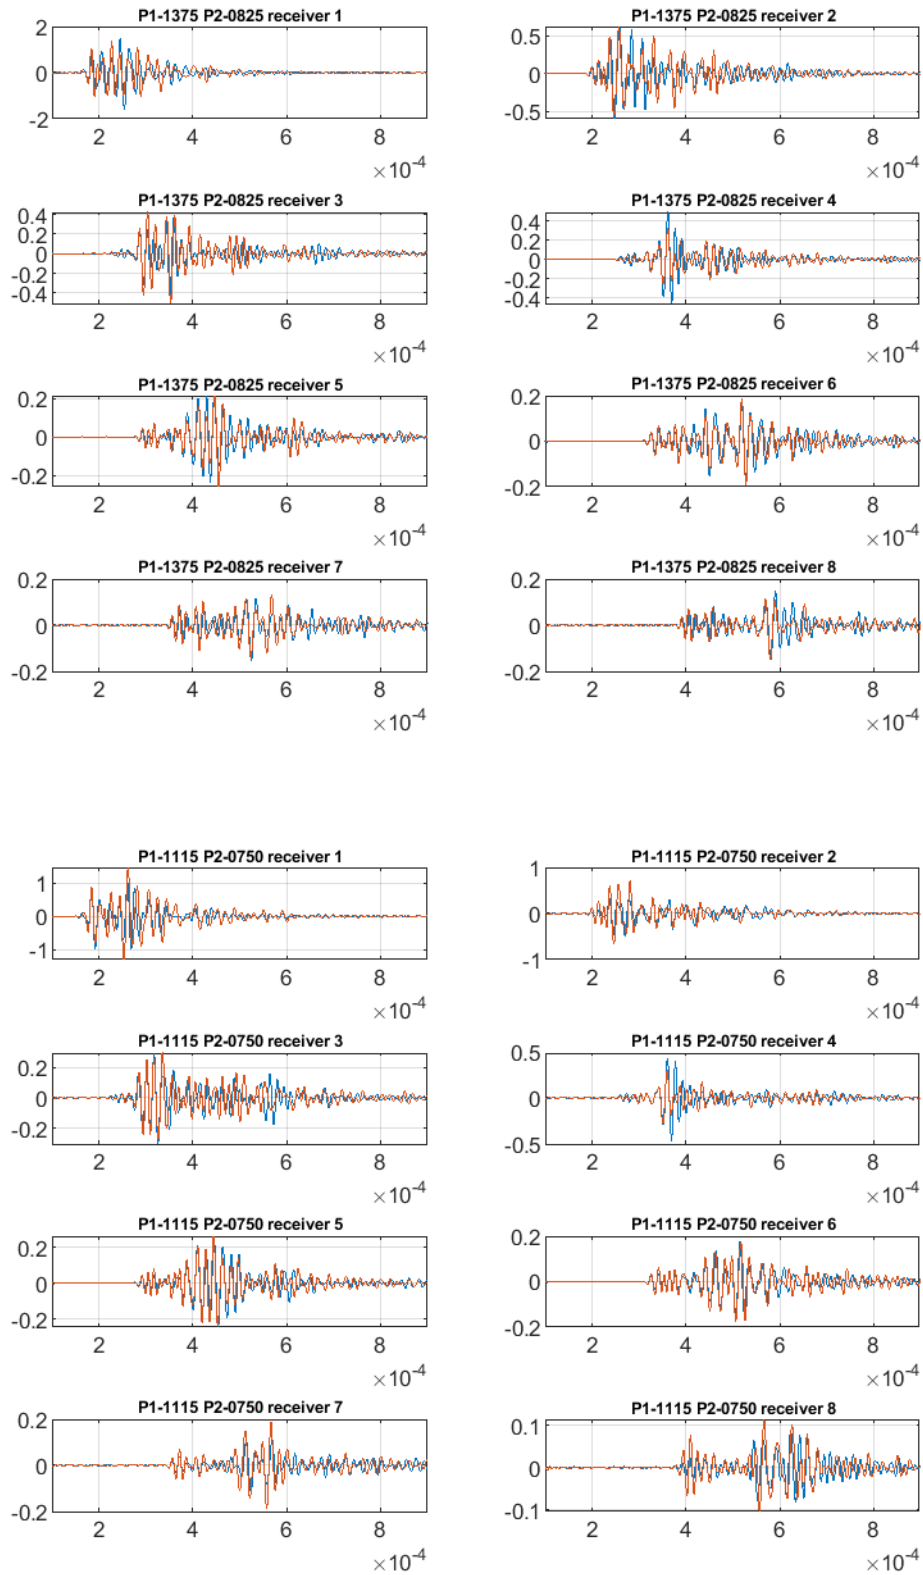 P1-1375 P2-0825 receiver 1
2
0
-2
2 4 6 8
×10-4
P1-1375 P2-0825 receiver 2
0.5
0
-0.5
2 4 6 8
×10-4
P1-1375 P2-0825 receiver 3
0.4
0.2
0
-0.2
-0.4
2 4 6 8
×10-4
P1-1375 P2-0825 receiver 4
0.4
0.2
0
-0.2
-0.4
2 4 6 8
×10-4
P1-1375 P2-0825 receiver 5
0.2
0
-0.2
2 4 6 8
×10-4
P1-1375 P2-0825 receiver 6
0.2
0
-0.2
2 4 6 8
×10-4
P1-1375 P2-0825 receiver 7
0.2
0
-0.2
2 4 6 8
×10-4
P1-1375 P2-0825 receiver 8
0.2
0
-0.2
2 4 6 8
×10-4
P1-1115 P2-0750 receiver 1
1
0
-1
2 4 6 8
×10-4
P1-1115 P2-0750 receiver 2
1
0
-1
2 4 6 8
×10-4
P1-1115 P2-0750 receiver 3
0.2
0
-0.2
2 4 6 8
×10-4
P1-1115 P2-0750 receiver 4
0.5
0
-0.5
2 4 6 8
×10-4
P1-1115 P2-0750 receiver 5
0.2
0
-0.2
2 4 6 8
×10-4
P1-1115 P2-0750 receiver 6
0.2
0
-0.2
2 4 6 8
×10-4
P1-1115 P2-0750 receiver 7
0.2
0
-0.2
2 4 6 8
×10-4
P1-1115 P2-0750 receiver 8
0.1
0
-0.1
2 4 6 8
×10-4